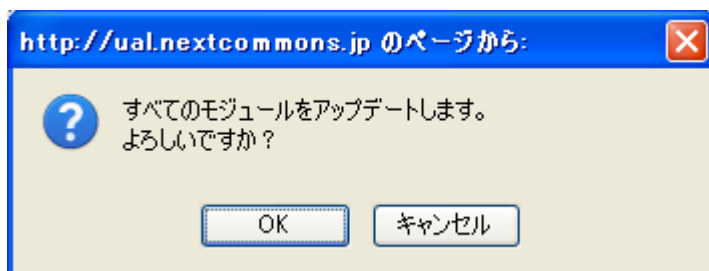 http://ual.nextcommons.jp のページから:
すべてのモジュールをアップデートします。
よろしいですか？
OK キャンセル